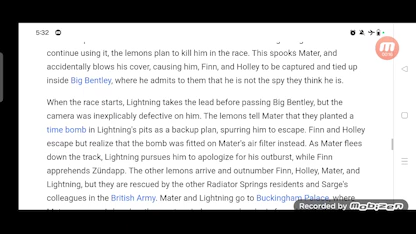 5:32
continue using it, the lemons plan to kill him in the race. This spooks Mater, and
accidentally blows his cover, causing him, Finn, and Holley to be captured and tied up
inside Big Bentley, where he admits to them that he is not the spy they think he is.
When the race starts, Lightning takes the lead before passing Big Bentley, but the
camera was inexplicably defective on him. The lemons tell Mater that they planted a
time bomb in Lightning's pits as a backup plan, spurring him to escape. Finn and Holley
escape but realize that the bomb was fitted on Mater's air filter instead. As Mater flees
down the track, Lightning pursues him to apologize for his outburst, while Finn
apprehends Zündapp. The other lemons arrive and outnumber Finn, Holley, Mater, and
Lightning, but they are rescued by the other Radiator Springs residents and Sarge's
colleagues in the British Army. Mater and Lightning go to Buckingham Palace, where
Recorded by mobizen